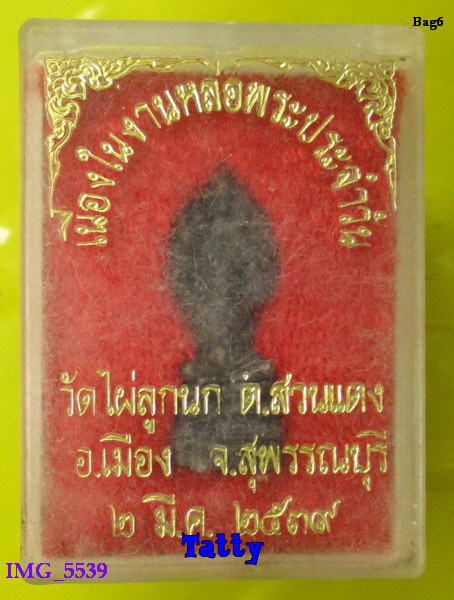 Bag6
เนื่องในงานหล่อพระประจำวัน
วัดไผ่ลูกนก ต.สวนแตง
อ.เมือง จ.สุพรรณบุรี
๒ มี.ค. ๒๕๓๙
Tatty
IMG_5539